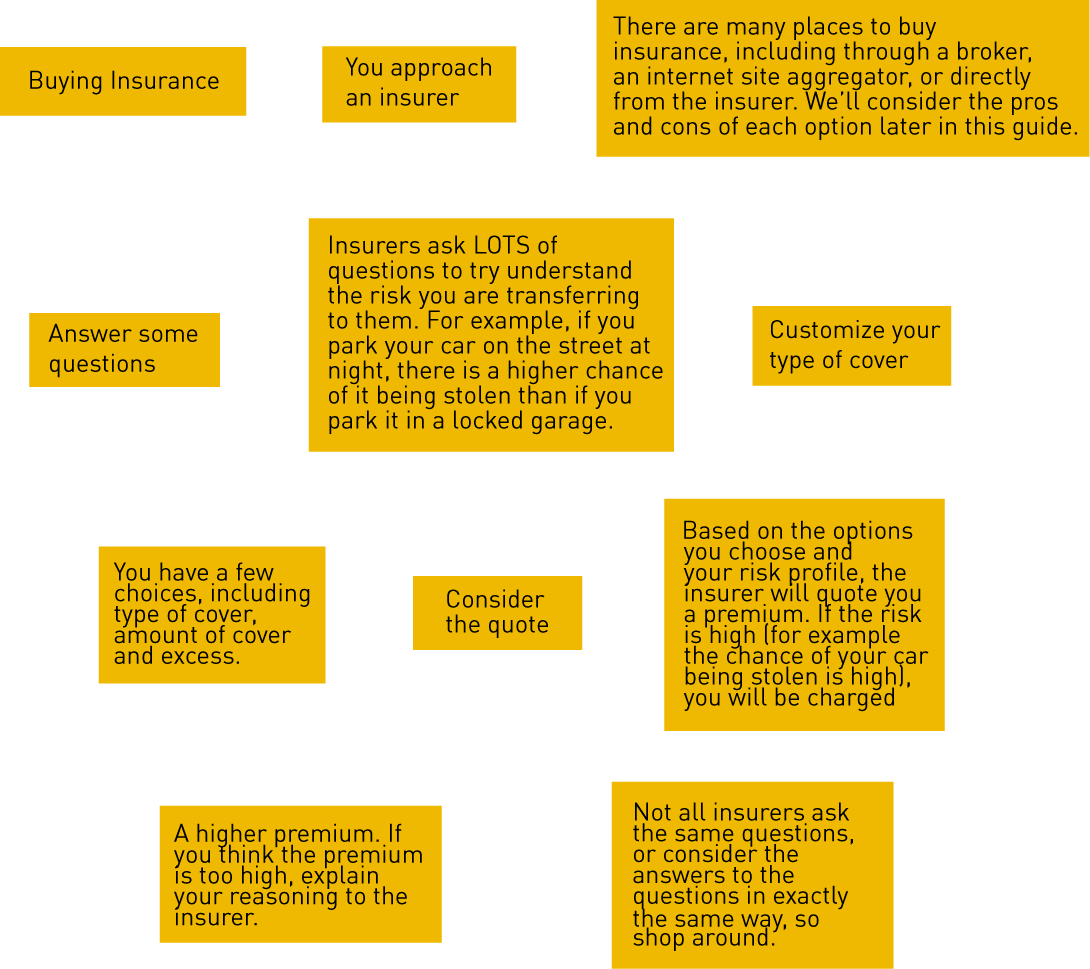 Buying Insurance
You approach
an insurer
There are many places to buy
insurance, including through a broker,
an internet site aggregator, or directly
from the insurer. We’ll consider the pros
and cons of each option later in this guide.
Answer some
questions
Insurers ask LOTS of
questions to try understand
the risk you are transferring
to them. For example, if you
park your car on the street at
night, there is a higher chance
of it being stolen than if you
park it in a locked garage.
Customize your
type of cover
You have a few
choices, including
type of cover,
amount of cover
and excess.
Consider
the quote
Based on the options
you choose and
your risk profile, the
insurer will quote you
a premium. If the risk
is high (for example
the chance of your car
being stolen is high),
you will be charged
A higher premium. If
you think the premium
is too high, explain
your reasoning to the
insurer.
Not all insurers ask
the same questions,
or consider the
answers to the
questions in exactly
the same way, so
shop around.